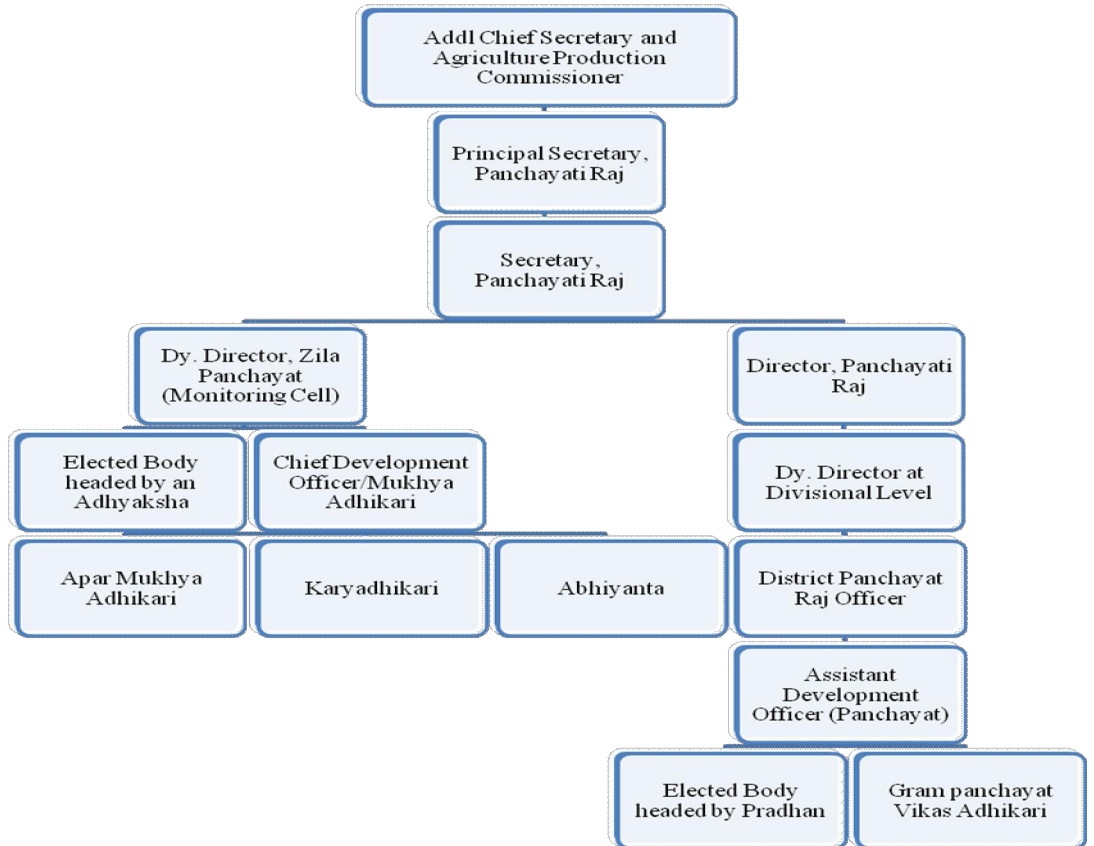 Addl Chief Secretary and
Agriculture Production
Commissioner
Principal Secretary,
Panchayati Raj
Secretary,
Panchayati Raj
Dy. Director, Zila
Panchayat
(Monitoring Cell)
Director, Panchayati
Raj
Elected Body
headed by an
Adhyaksha
Chief Development
Officer/Mukhya
Adhikari
Dy. Director at
Divisional Level
Apar Mukhya
Adhikari
Karyadhikari
Abhiyanta
District Panchayat
Raj Officer
Assistant
Development
Officer (Panchayat)
Elected Body
headed by Pradhan
Gram panchayat
Vikas Adhikari